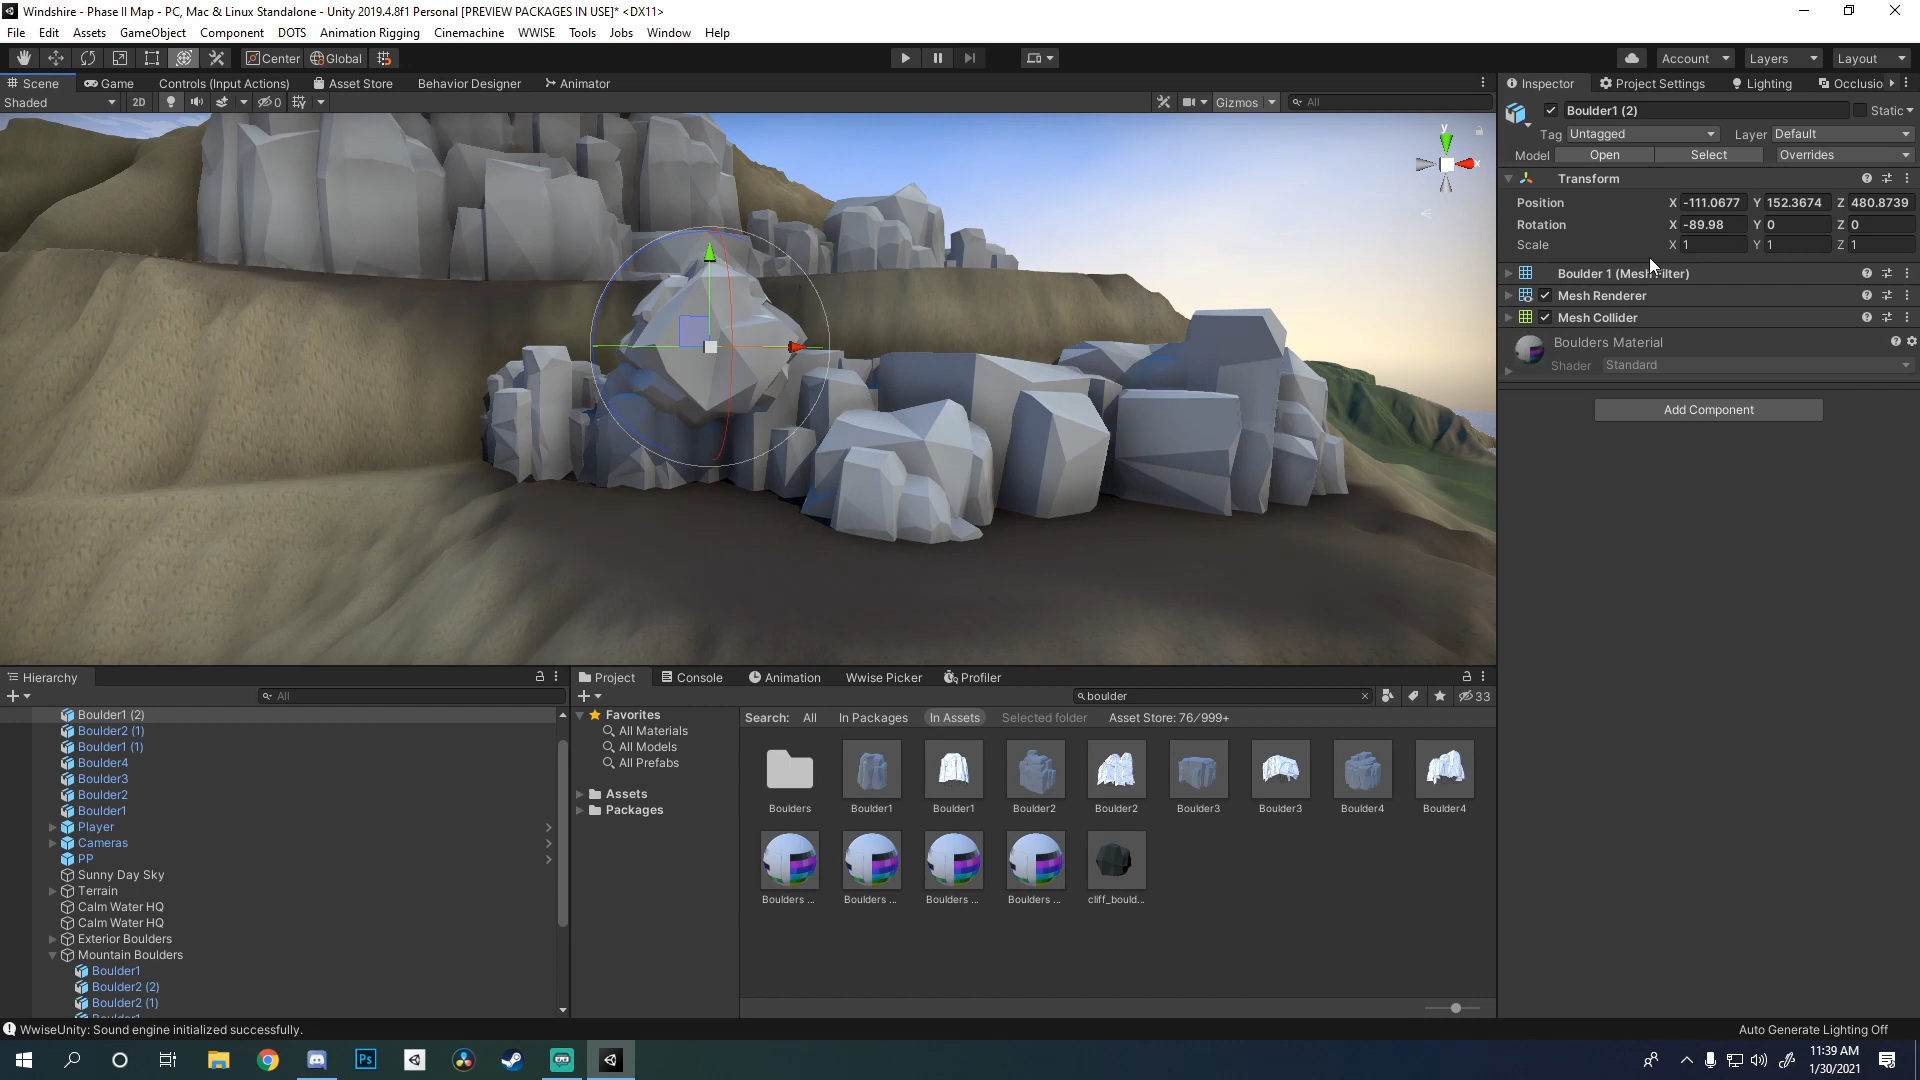 Windshire - Phase II Map - PC, Mac & Linux Standalone - Unity 2019.4.8f1 Personal [PREVIEW PACKAGES IN USE]* <DX11>
File Edit Assets GameObject Component DOTS Animation Rigging Cinemachine WWISE Tools Jobs Window Help
Center Global Account Layers Layout
Scene Game Controls (Input Actions) Asset Store Behavior Designer Animator
Shaded 2D 0 Gizmos All
y
x
Inspector Project Settings Lighting Occlusio
Boulder1 (2) Static
Tag Untagged Layer Default
Model Open Select Overrides
Transform
Position X -111.0677 Y 152.3674 Z 480.8739
Rotation X -89.98 Y 0 Z 0
Scale X 1 Y 1 Z 1
Boulder 1 (Mesh Filter)
Mesh Renderer
Mesh Collider
Boulders Material
Shader Standard
Add Component
Hierarchy
All
Boulder1 (2)
Boulder2 (1)
Boulder1 (1)
Boulder4
Boulder3
Boulder2
Boulder1
Player
Cameras
PP
Sunny Day Sky
Terrain
Calm Water HQ
Calm Water HQ
Exterior Boulders
Mountain Boulders
Boulder1
Boulder2 (2)
Boulder2 (1)
Project Console Animation Wwise Picker Profiler
boulder 33
Favorites
All Materials
All Models
All Prefabs
Assets
Packages
Search: All In Packages In Assets Selected folder Asset Store: 76/999+
Boulders Boulder1 Boulder1 Boulder2 Boulder2 Boulder3 Boulder3 Boulder4 Boulder4
Boulders ... Boulders ... Boulders ... Boulders ... cliff_bould...
WwiseUnity: Sound engine initialized successfully.
Auto Generate Lighting Off
Ps
11:39 AM
1/30/2021